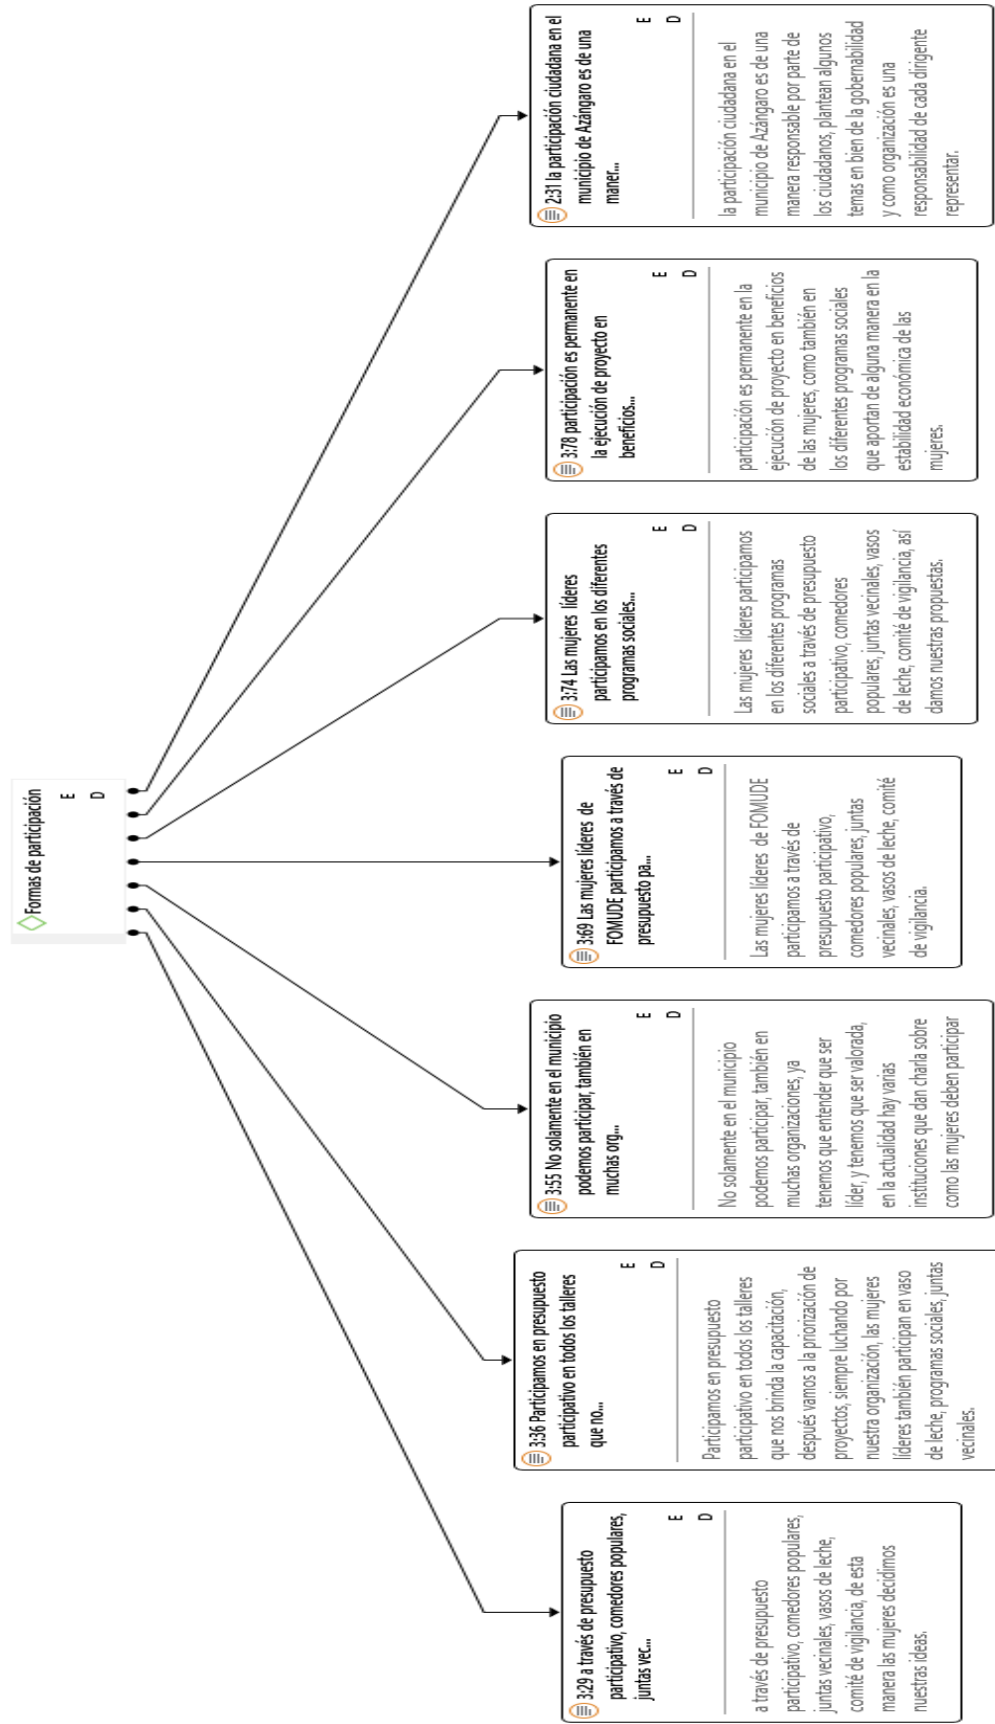 Formas de participación
E
D
3:29 a través de presupuesto
participativo, comedores populares,
juntas vec...
E
D
a través de presupuesto
participativo, comedores populares,
juntas vecinales, vasos de leche,
comité de vigilancia, de esta
manera las mujeres decidimos
nuestras ideas.
3:36 Participamos en presupuesto
participativo en todos los talleres
que no...
E
D
Participamos en presupuesto
participativo en todos los talleres
que nos brinda la capacitación,
después vamos a la priorización de
proyectos, siempre luchando por
nuestra organización, las mujeres
líderes también participan en vaso
de leche, programas sociales, juntas
vecinales.
3:55 No solamente en el municipio
podemos participar, también en
muchas org...
E
D
No solamente en el municipio
podemos participar, también en
muchas organizaciones, ya
tenemos que entender que ser
líder, y tenemos que ser valorada,
en la actualidad hay varias
instituciones que dan charla sobre
como las mujeres deben participar
3:69 Las mujeres líderes de
FOMUDE participamos a través de
presupuesto pa...
E
D
Las mujeres líderes de FOMUDE
participamos a través de
presupuesto participativo,
comedores populares, juntas
vecinales, vasos de leche, comité
de vigilancia.
3:74 Las mujeres líderes
participamos en los diferentes
programas sociales...
E
D
Las mujeres líderes participamos
en los diferentes programas
sociales a través de presupuesto
participativo, comedores
populares, juntas vecinales, vasos
de leche, comité de vigilancia, así
damos nuestras propuestas.
3:78 participación es permanente en
la ejecución de proyecto en
beneficios...
E
D
participación es permanente en la
ejecución de proyecto en beneficios
de las mujeres, como también en
los diferentes programas sociales
que aportan de alguna manera en la
estabilidad económica de las
mujeres.
2:31 la participación ciudadana en el
municipio de Azángaro es de una
maner...
E
D
la participación ciudadana en el
municipio de Azángaro es de una
manera responsable por parte de
los ciudadanos, plantean algunos
temas en bien de la gobernabilidad
y como organización es una
responsabilidad de cada dirigente
representar.